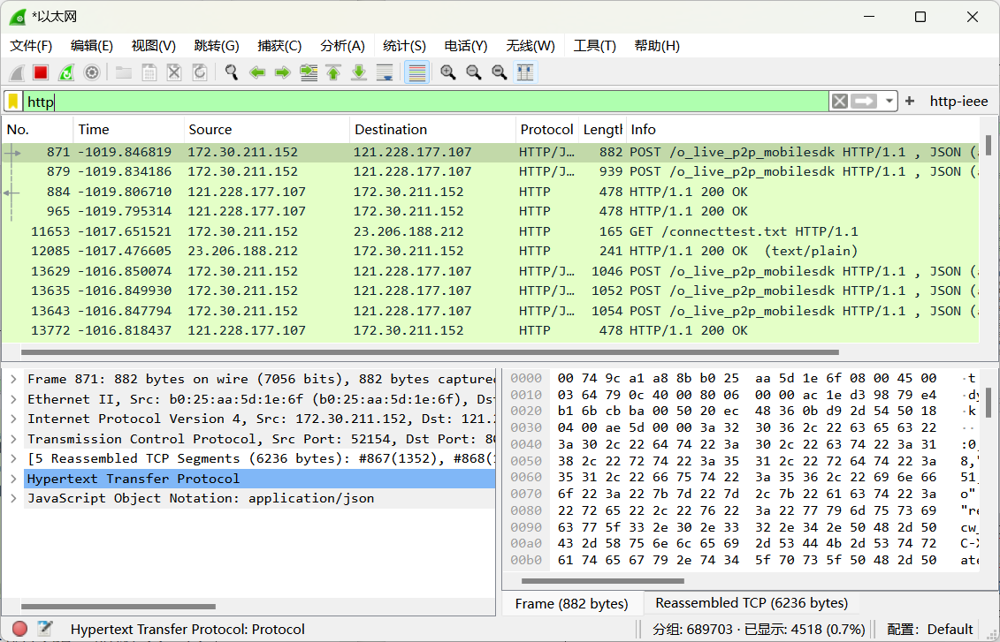 *以太网
文件(F) 编辑(E) 视图(V) 跳转(G) 捕获(C) 分析(A) 统计(S) 电话(Y) 无线(W) 工具(T) 帮助(H)
http
http-ieee
No. Time Source Destination Protocol Length Info
871 -1019.846819 172.30.211.152 121.228.177.107 HTTP/J… 882 POST /o_live_p2p_mobilesdk HTTP/1.1 , JSON (
879 -1019.834186 172.30.211.152 121.228.177.107 HTTP/J… 939 POST /o_live_p2p_mobilesdk HTTP/1.1 , JSON (
884 -1019.806710 121.228.177.107 172.30.211.152 HTTP 478 HTTP/1.1 200 OK
965 -1019.795314 121.228.177.107 172.30.211.152 HTTP 478 HTTP/1.1 200 OK
11653 -1017.651521 172.30.211.152 23.206.188.212 HTTP 165 GET /connecttest.txt HTTP/1.1
12085 -1017.476605 23.206.188.212 172.30.211.152 HTTP 241 HTTP/1.1 200 OK (text/plain)
13629 -1016.850074 172.30.211.152 121.228.177.107 HTTP/J… 1046 POST /o_live_p2p_mobilesdk HTTP/1.1 , JSON (
13635 -1016.849930 172.30.211.152 121.228.177.107 HTTP/J… 1052 POST /o_live_p2p_mobilesdk HTTP/1.1 , JSON (
13643 -1016.847794 172.30.211.152 121.228.177.107 HTTP/J… 1054 POST /o_live_p2p_mobilesdk HTTP/1.1 , JSON (
13772 -1016.818437 121.228.177.107 172.30.211.152 HTTP 478 HTTP/1.1 200 OK
Frame 871: 882 bytes on wire (7056 bits), 882 bytes captured
Ethernet II, Src: b0:25:aa:5d:1e:6f (b0:25:aa:5d:1e:6f), Dst
Internet Protocol Version 4, Src: 172.30.211.152, Dst: 121.2
Transmission Control Protocol, Src Port: 52154, Dst Port: 80
[5 Reassembled TCP Segments (6236 bytes): #867(1352), #868(1
Hypertext Transfer Protocol
JavaScript Object Notation: application/json
0000 00 74 9c a1 a8 8b b0 25 aa 5d 1e 6f 08 00 45 00 ·t
0010 03 64 79 0c 40 00 80 06 00 00 ac 1e d3 98 79 e4 ·dy
0020 b1 6b cb ba 00 50 20 ec 48 36 0b d9 2d 54 50 18 ·k
0030 04 00 ae 5d 00 00 3a 32 30 36 2c 22 63 65 63 22 ··
0040 3a 30 2c 22 64 74 22 3a 30 2c 22 63 74 22 3a 31 :0
0050 38 2c 22 72 74 22 3a 35 31 2c 22 72 64 74 22 3a 8,"
0060 35 31 2c 22 66 75 74 22 3a 35 36 2c 22 69 6e 66 51,
0070 6f 22 3a 22 7b 7d 22 7d 2c 7b 22 61 63 74 22 3a o"
0080 22 72 65 22 2c 22 76 22 3a 22 77 79 6d 75 73 69 "re
0090 63 77 5f 33 2e 30 2e 33 32 2e 34 2e 50 48 2d 50 cw_
00a0 43 2d 58 75 6e 6c 65 69 2d 53 44 4b 2d 53 74 72 C-X
00b0 61 74 65 67 79 2e 74 34 5f 70 73 5f 50 48 2d 50 ate
Frame (882 bytes) Reassembled TCP (6236 bytes)
Hypertext Transfer Protocol: Protocol 分组: 689703 · 已显示: 4518 (0.7%) 配置: Default